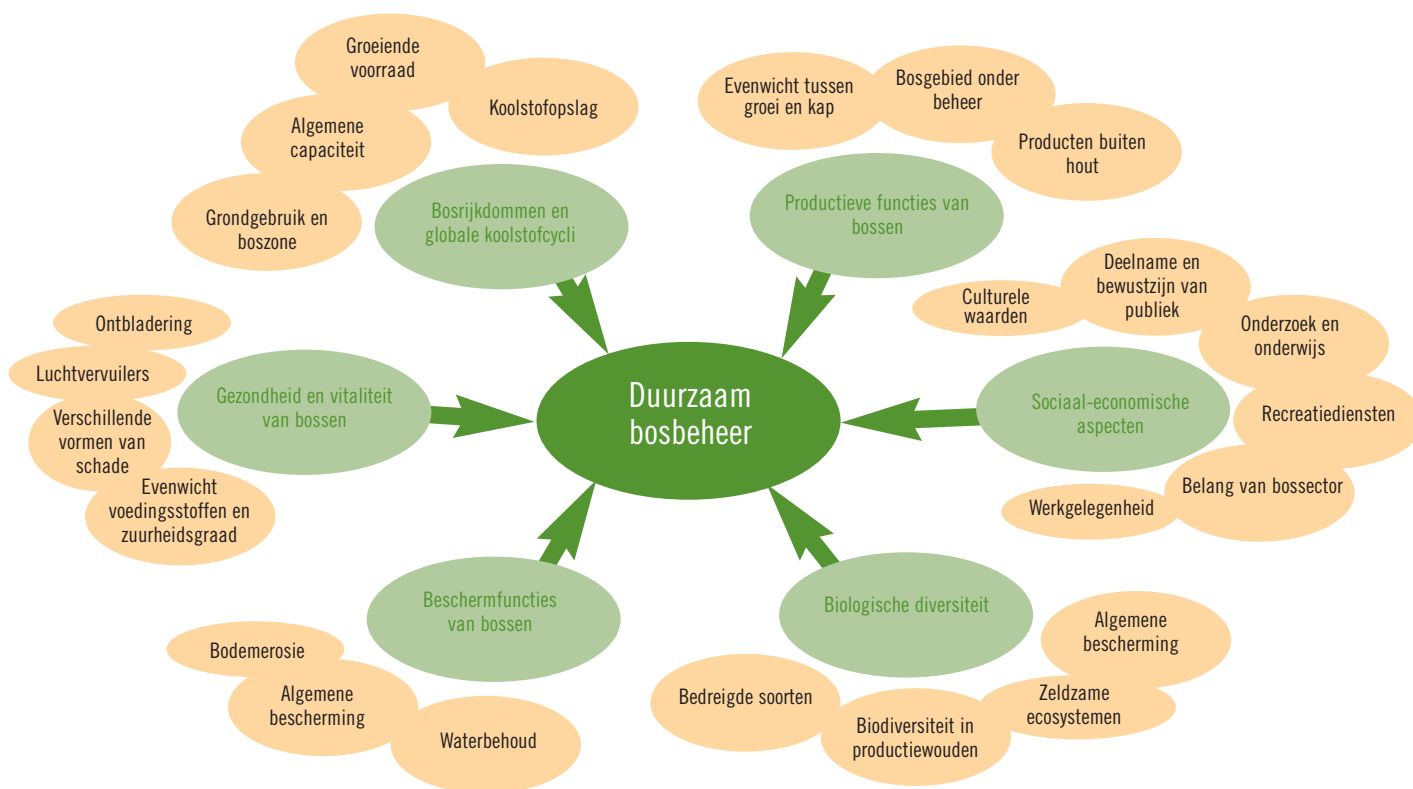 Groeiende
voorraad
Koolstofopslag
Algemene
capaciteit
Grondgebruik en
boszone
Bosrijkdommen en
globale koolstofcycli
Evenwicht tussen
groei en kap
Bosgebied onder
beheer
Producten buiten
hout
Productieve functies van
bossen
Ontbladering
Luchtvervuilers
Verschillende
vormen van
schade
Evenwicht
voedingsstoffen en
zuurheidsgraad
Gezondheid en vitaliteit
van bossen
Duurzaam
bosbeheer
Culturele
waarden
Deelname en
bewustzijn van
publiek
Onderzoek en
onderwijs
Recreatiediensten
Belang van bossector
Werkgelegenheid
Sociaal-economische
aspecten
Beschermfuncties
van bossen
Bodemerosie
Algemene
bescherming
Waterbehoud
Biologische diversiteit
Bedreigde soorten
Biodiversiteit in
productiewouden
Zeldzame
ecosystemen
Algemene
bescherming